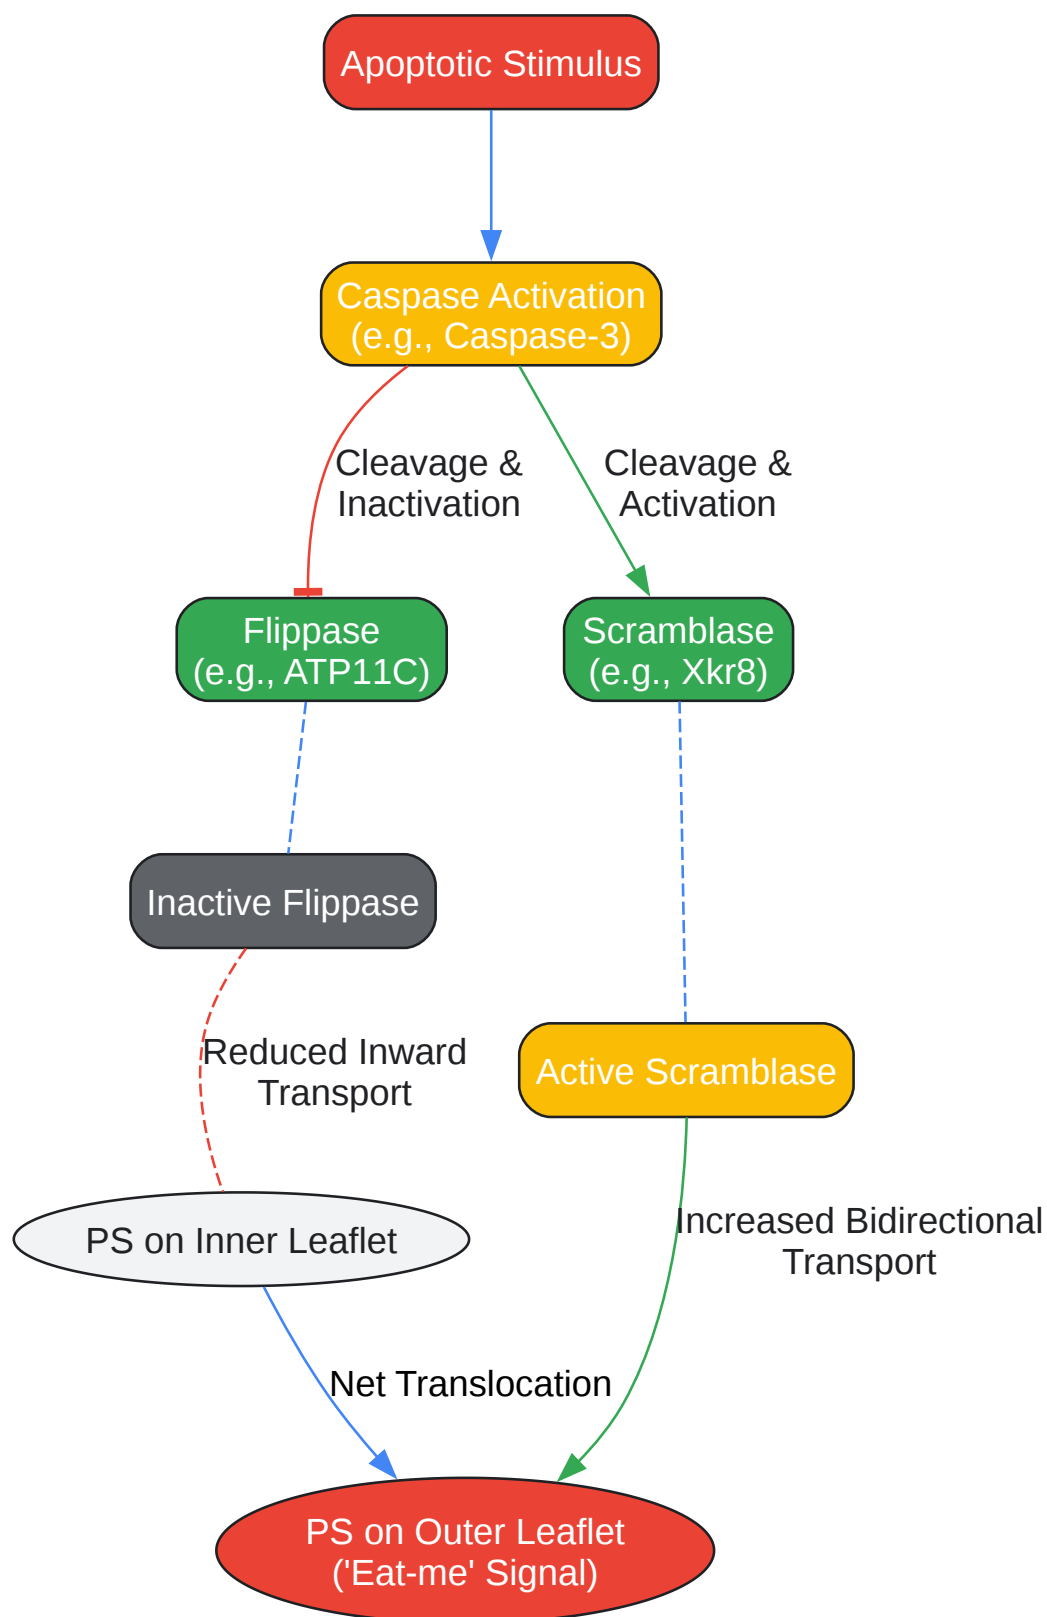 Apoptotic Stimulus
Caspase Activation
(e.g., Caspase-3)
Cleavage &
Inactivation
Cleavage &
Activation
Flippase
(e.g., ATP11C)
Scramblase
(e.g., Xkr8)
Inactive Flippase
Reduced Inward
Transport
Active Scramblase
PS on Inner Leaflet
Increased Bidirectional
Transport
Net Translocation
PS on Outer Leaflet
('Eat-me' Signal)